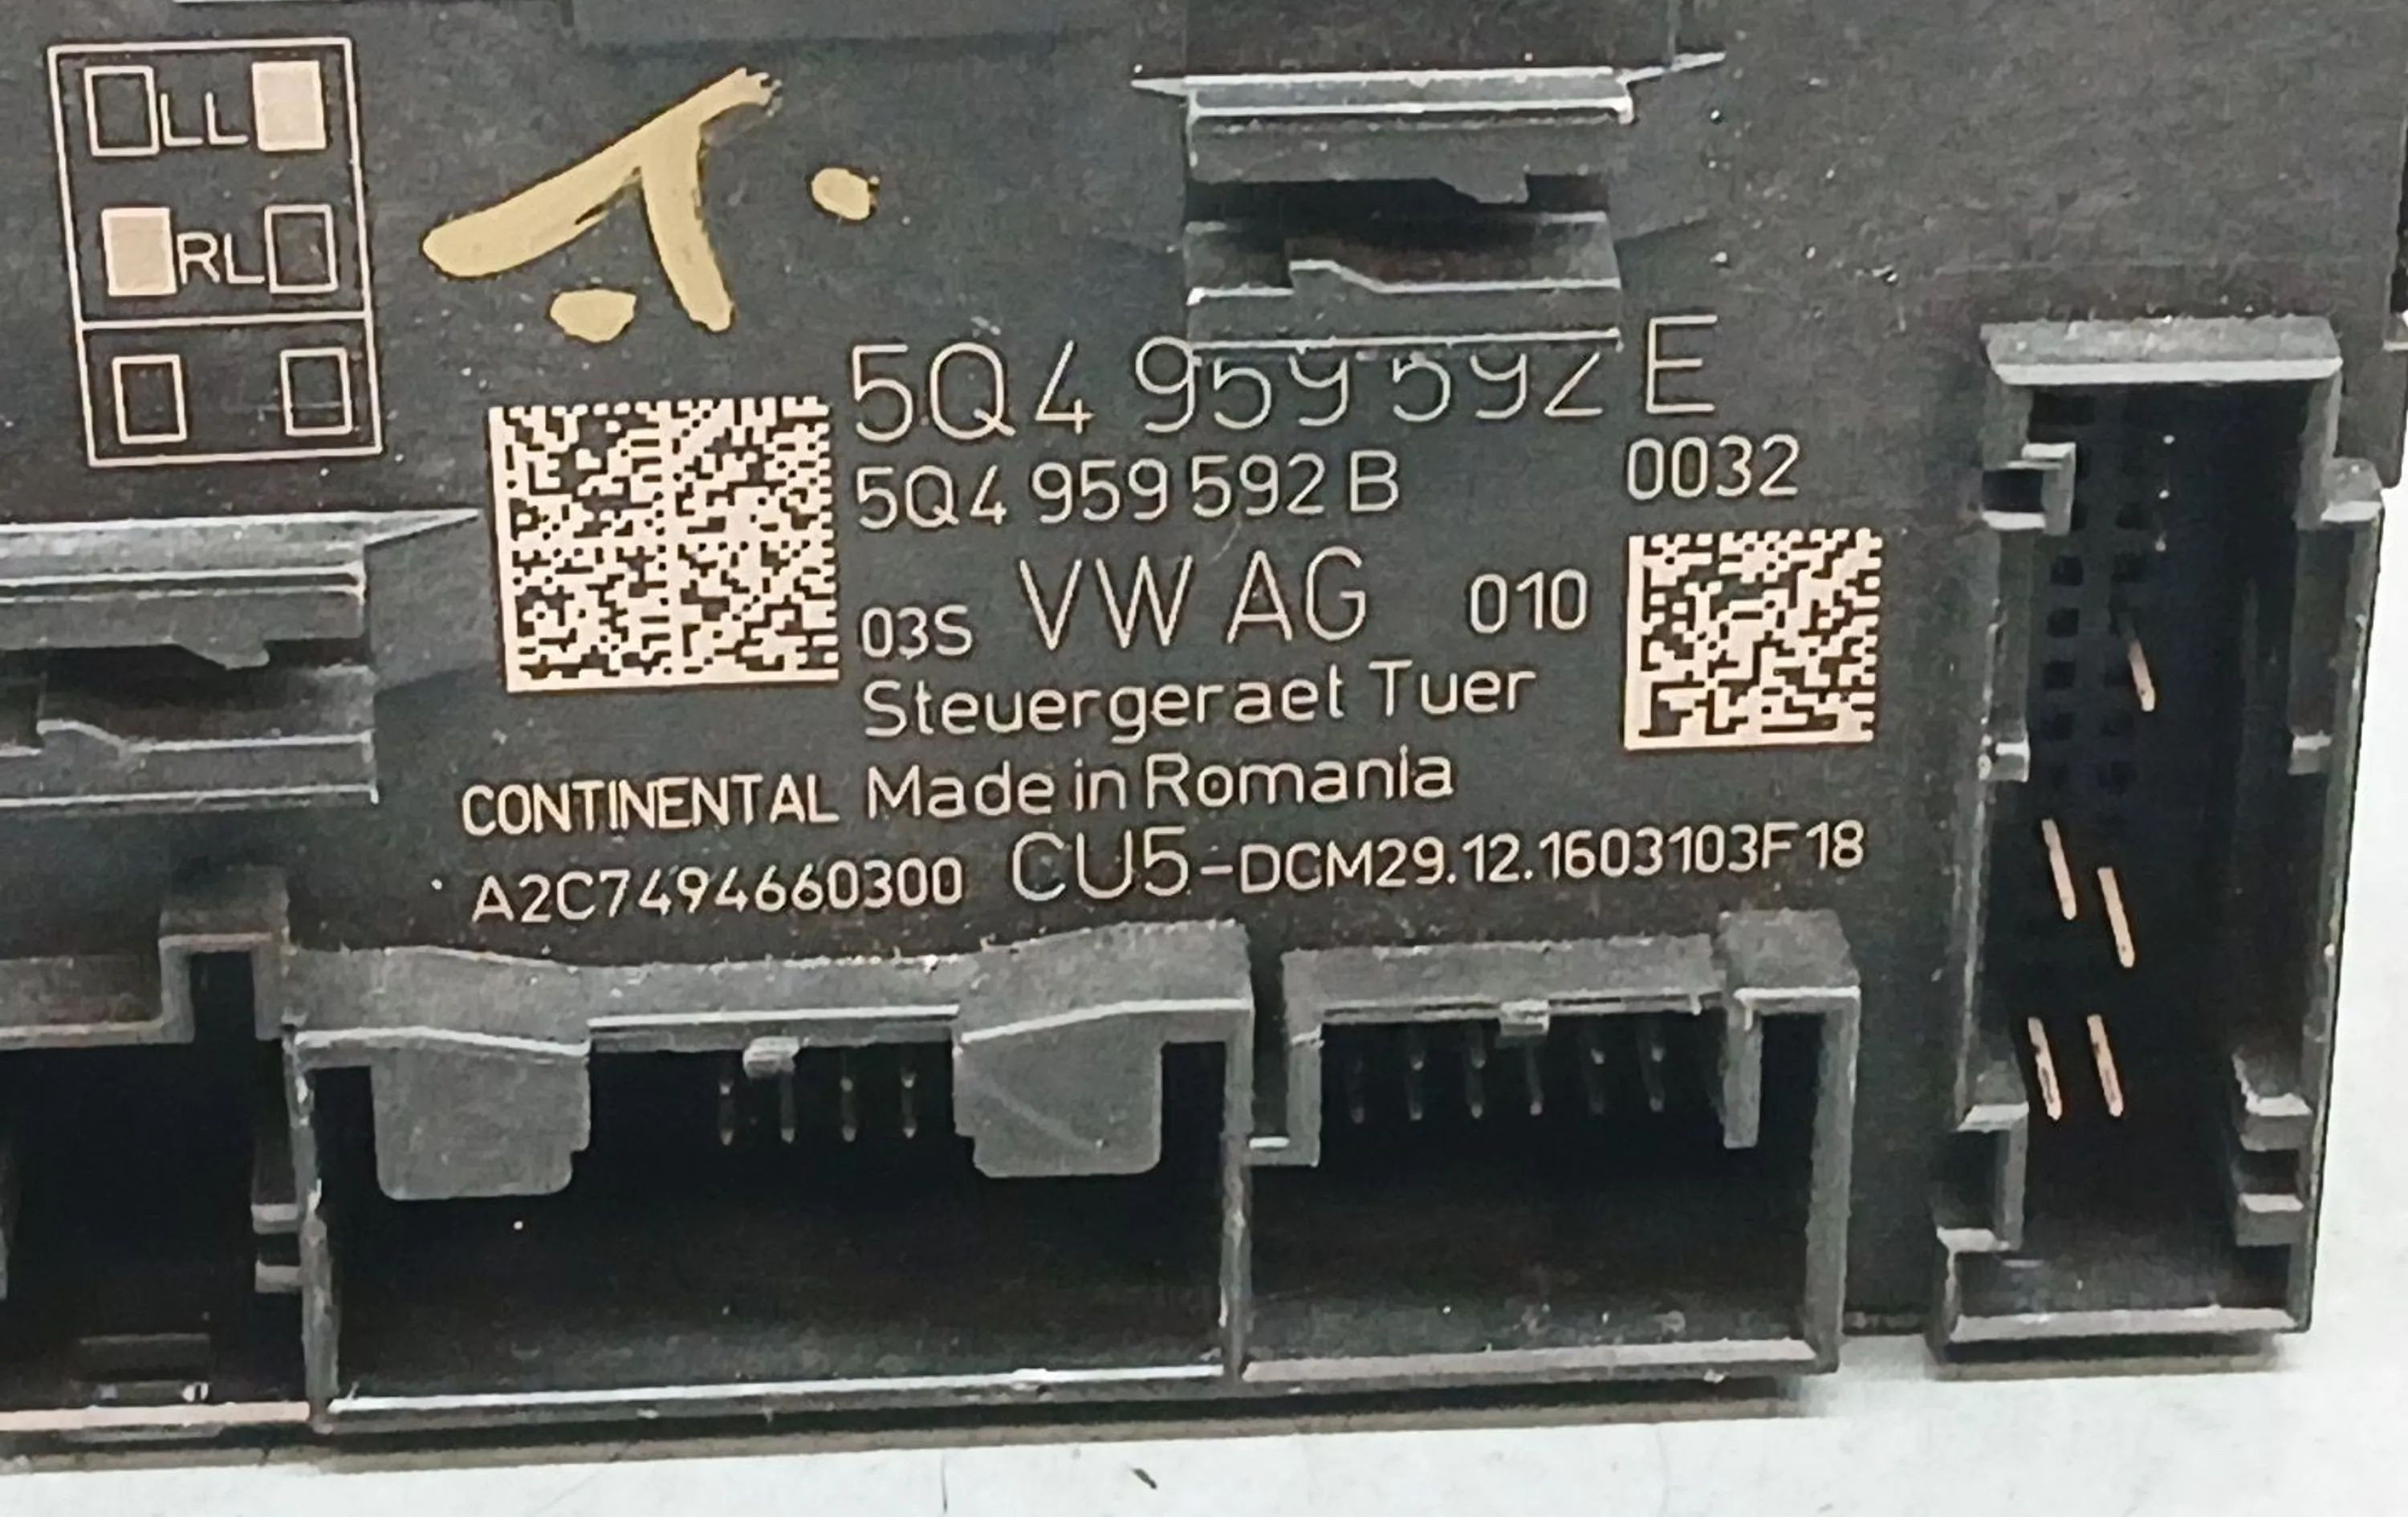 LL
RL
5Q4 959 592 E
5Q4 959 592 B 0032
03S VW AG 010
Steuergeraet Tuer
CONTINENTAL Made in Romania
A2C7494660300 CU5-DCM29.12.1603103F18